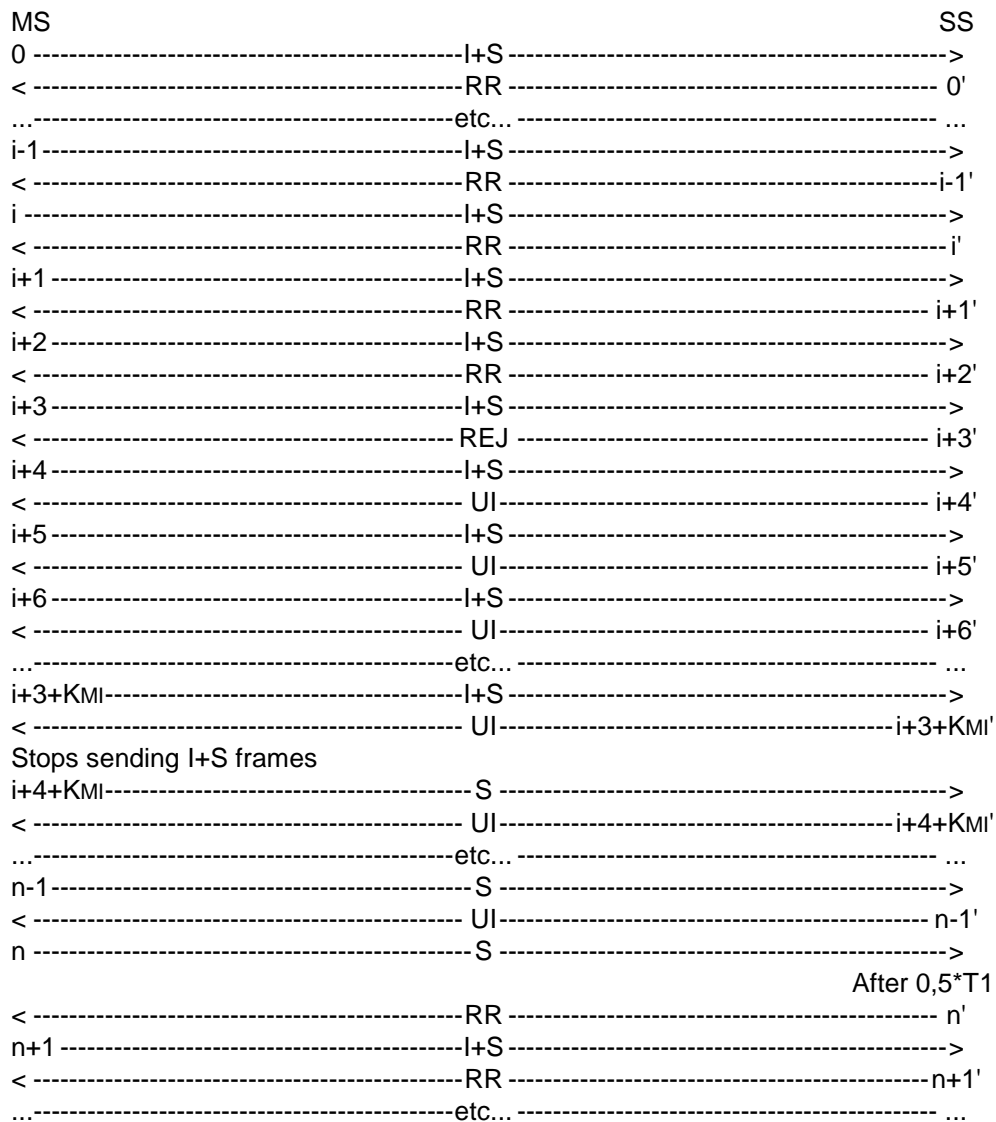 MS SS
0 ------------------------------------------------I+S ------------------------------------------------->
< ------------------------------------------------RR ------------------------------------------------ 0'
...-----------------------------------------------etc... ----------------------------------------------- ...
i-1--------------------------------------------I+S ------------------------------------------------->
< ------------------------------------------------RR ------------------------------------------------i-1'
i -------------------------------------------------I+S ------------------------------------------------->
< ------------------------------------------------RR ------------------------------------------------- i'
i+1----------------------------------------------I+S ------------------------------------------------->
< ------------------------------------------------RR ----------------------------------------------- i+1'
i+2----------------------------------------------I+S ------------------------------------------------->
< ------------------------------------------------RR ----------------------------------------------- i+2'
i+3----------------------------------------------I+S ------------------------------------------------->
< ----------------------------------------------- REJ ---------------------------------------------- i+3'
i+4----------------------------------------------I+S ------------------------------------------------->
< ------------------------------------------------ UI------------------------------------------------ i+4'
i+5----------------------------------------------I+S ------------------------------------------------->
< ------------------------------------------------ UI------------------------------------------------ i+5'
i+6----------------------------------------------I+S ------------------------------------------------->
< ------------------------------------------------ UI------------------------------------------------ i+6'
...-----------------------------------------------etc... ----------------------------------------------- ...
i+3+KMI----------------------------------------I+S ------------------------------------------------->
< ------------------------------------------------ UI--------------------------------------------i+3+KMI'
Stops sending I+S frames
i+4+KMI-----------------------------------------S -------------------------------------------------->
< ------------------------------------------------ UI--------------------------------------------i+4+KMI'
...-----------------------------------------------etc... ----------------------------------------------- ...
n-1-----------------------------------------------S -------------------------------------------------->
< ------------------------------------------------ UI------------------------------------------------ n-1'
n -------------------------------------------------S -------------------------------------------------->
After 0,5*T1
< ------------------------------------------------RR ------------------------------------------------ n'
n+1 ---------------------------------------------I+S ------------------------------------------------->
< ------------------------------------------------RR -----------------------------------------------n+1'
...-----------------------------------------------etc... ----------------------------------------------- ...